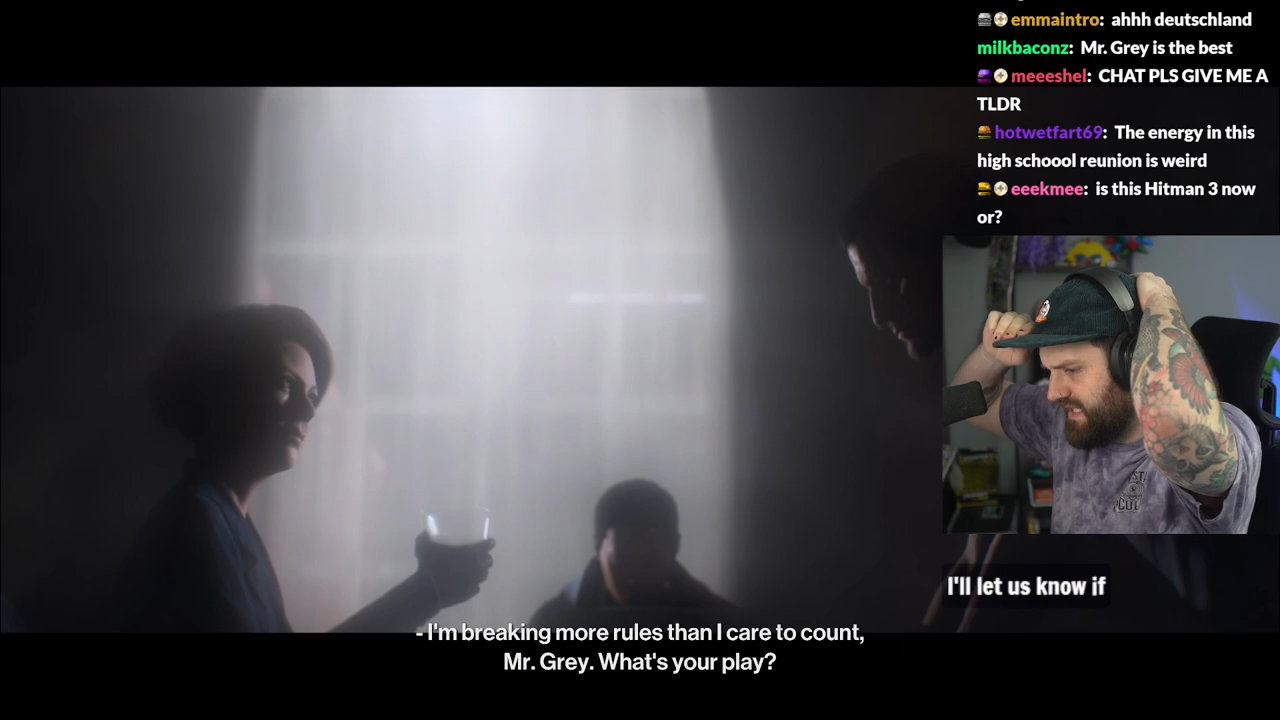 emmaintro: ahhh deutschland
milkbaconz: Mr. Grey is the best
meeeshel: CHAT PLS GIVE ME A
TLDR
hotwetfart69: The energy in this
high schoool reunion is weird
eeekmee: is this Hitman 3 now
or?
I'll let us know if
- I'm breaking more rules than I care to count,
Mr. Grey. What's your play?